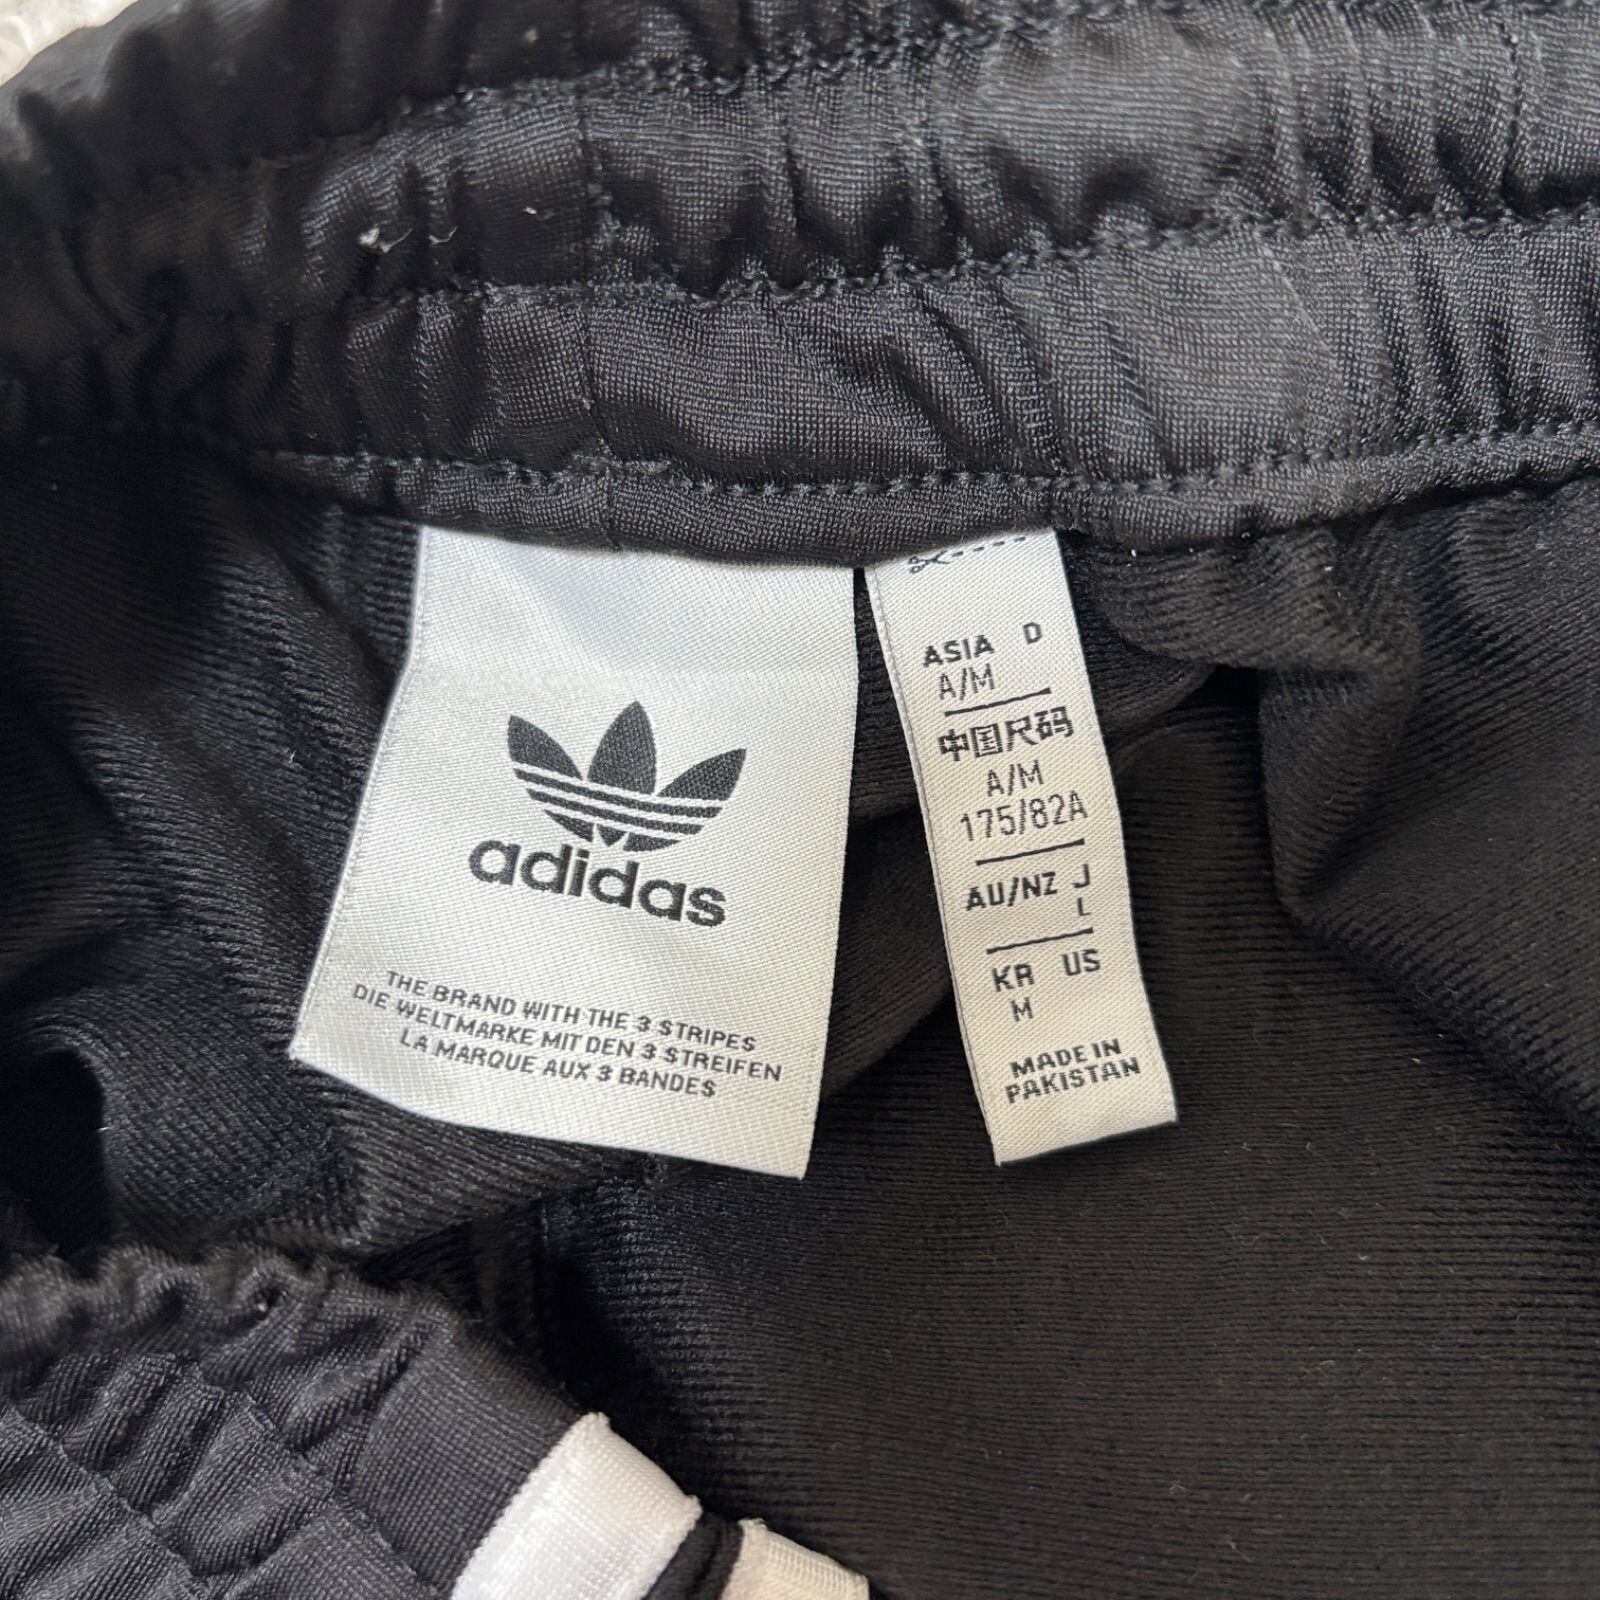 adidas
THE BRAND WITH THE 3 STRIPES
DIE WELTMARKE MIT DEN 3 STREIFEN
LA MARQUE AUX 3 BANDES
ASIA D
A/M
中国尺码
A/M
175/82A
AU/NZ J
L
KR US
M
MADE IN
PAKISTAN